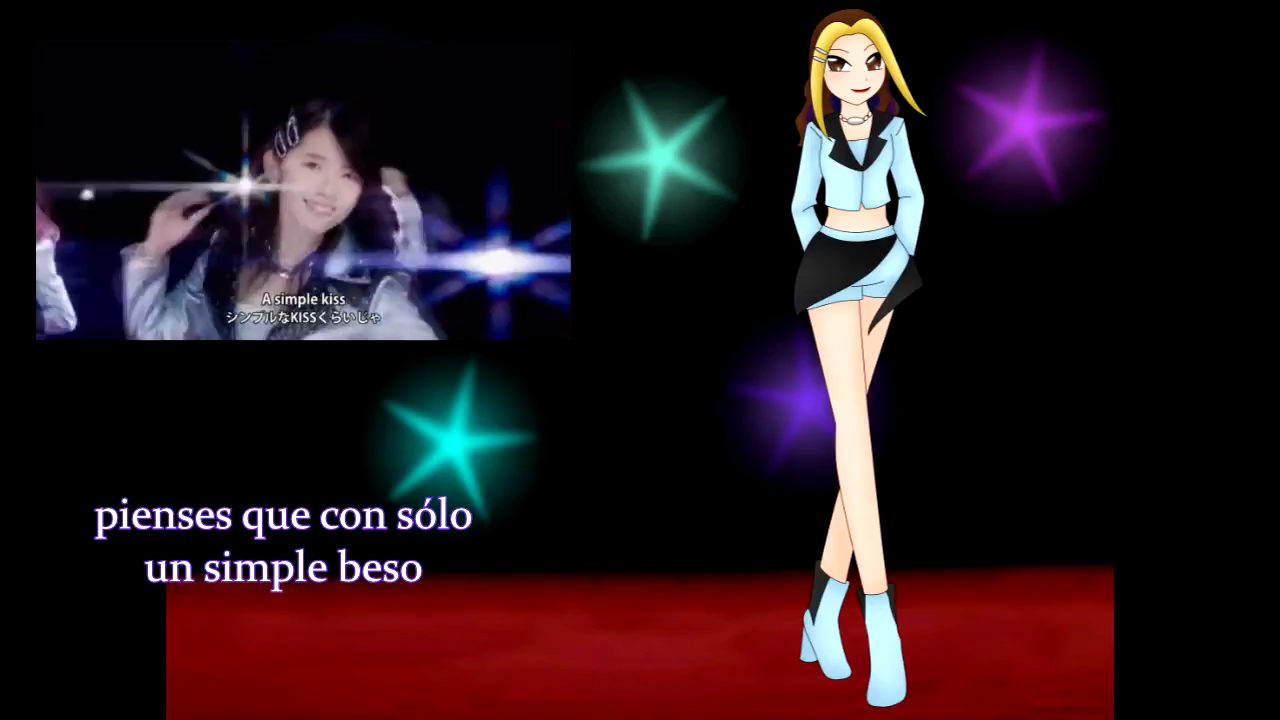 A simple kiss
シンプルなKISSくらいじゃ
pienses que con sólo
un simple beso